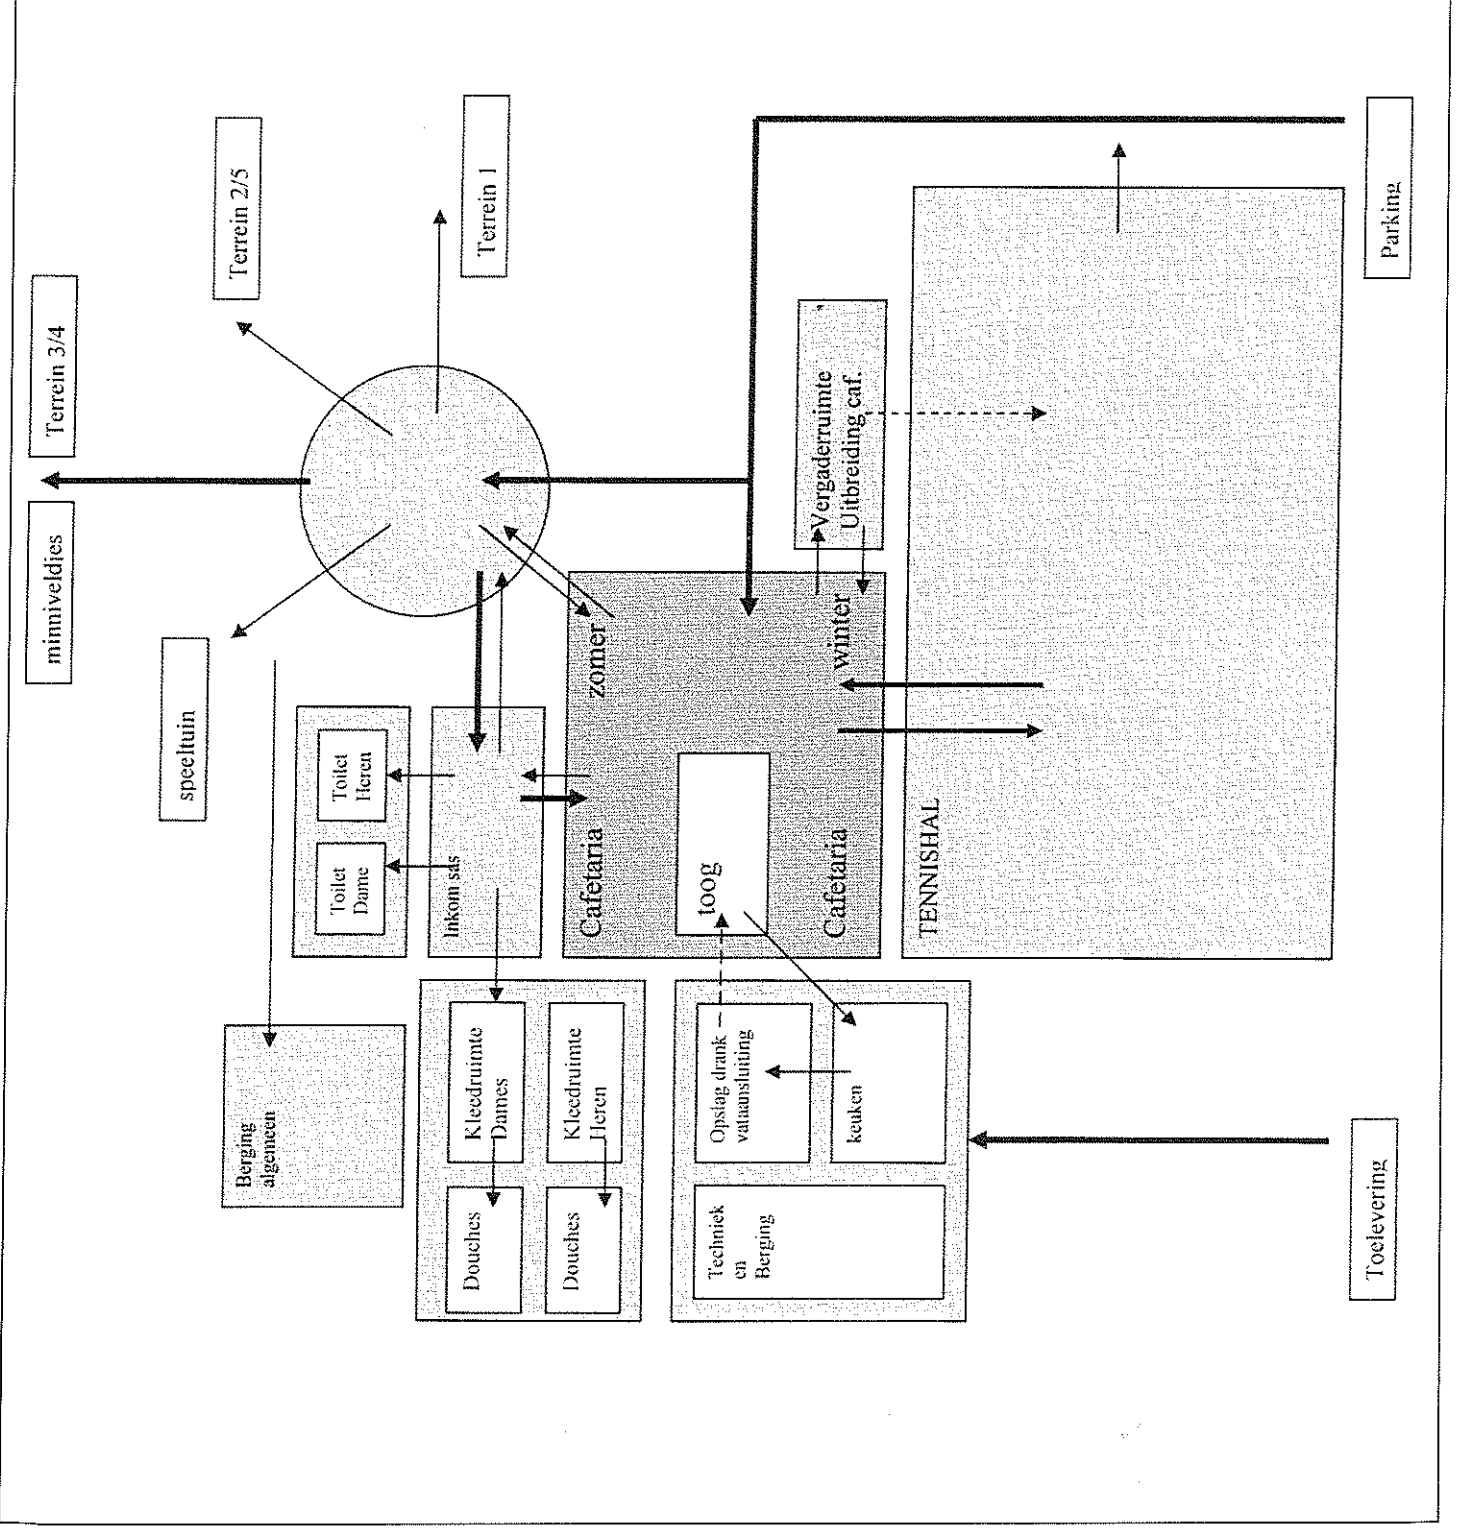 Terrein 3/4
minniveldjes
Terrein 2/5
Terrein 1
speeltuin
Toilet
Heren
Toilet
Dame
Inkom sas
Berging
algemeen
Kleedruimte
Dames
Kleedruimte
Heren
Douches
Douches
Cafetaria
zomer
toog
Cafetaria
winter
Vergaderruimte
Uitbreiding caf.
Opslag drank
vataansluiting
keuken
Techniek
en
Berging
TENNISHAL
Parking
Toelevering